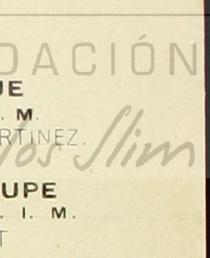 DACIÓN
UE
. M.
RTINEZ.
los Slim
UPE
. I. M.
T